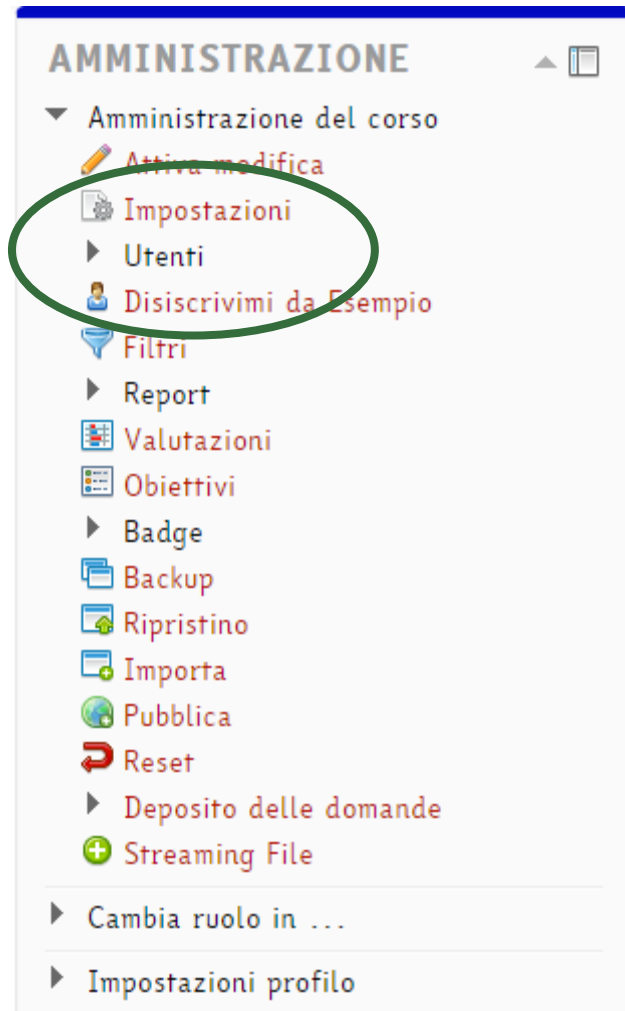 AMMINISTRAZIONE
Amministrazione del corso
Attiva modifica
Impostazioni
Utenti
Disiscrivimi da Esempio
Filtri
Report
Valutazioni
Obiettivi
Badge
Backup
Ripristino
Importa
Pubblica
Reset
Deposito delle domande
Streaming File
Cambia ruolo in ...
Impostazioni profilo